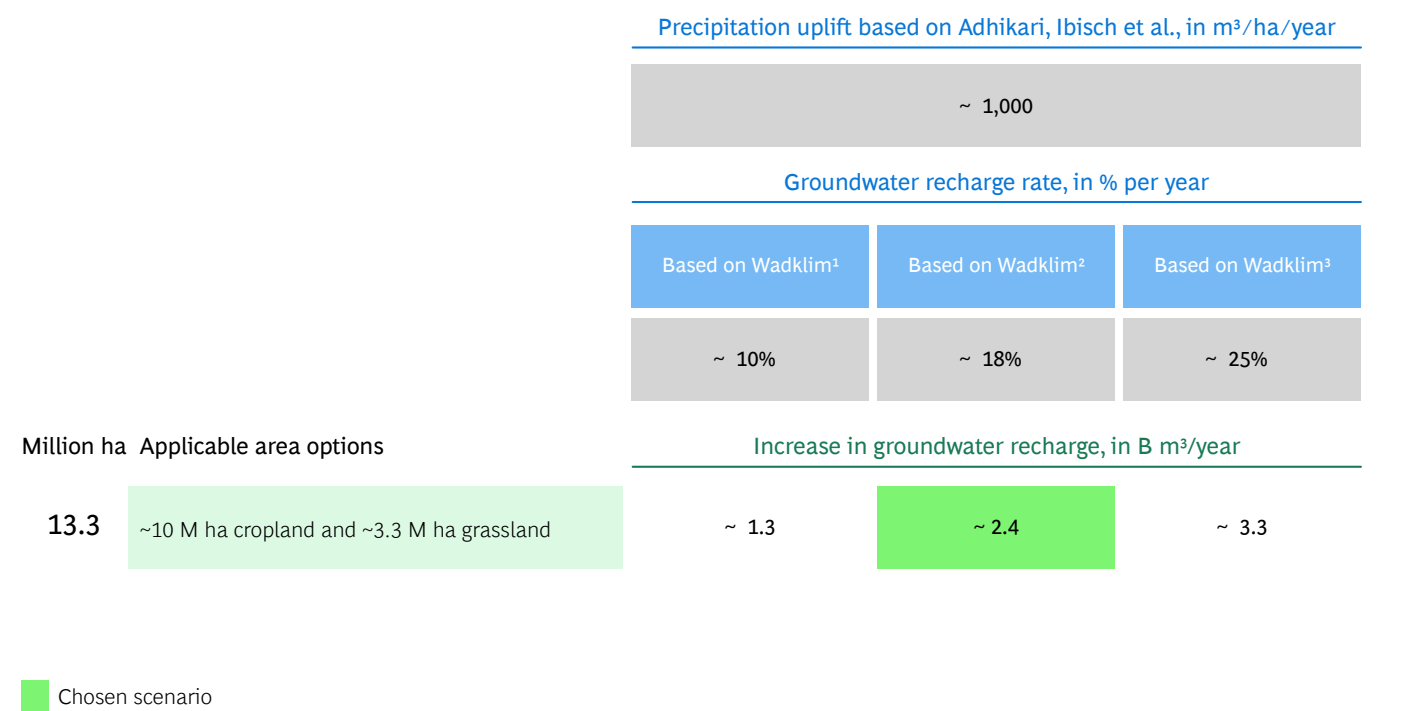 Precipitation uplift based on Adhikari, Ibisch et al., in m³/ha/year
~ 1,000
Groundwater recharge rate, in % per year
Based on Wadklim¹ Based on Wadklim² Based on Wadklim³
~ 10% ~ 18% ~ 25%
Million ha Applicable area options Increase in groundwater recharge, in B m³/year
13.3 ~10 M ha cropland and ~3.3 M ha grassland ~ 1.3 ~ 2.4 ~ 3.3
Chosen scenario